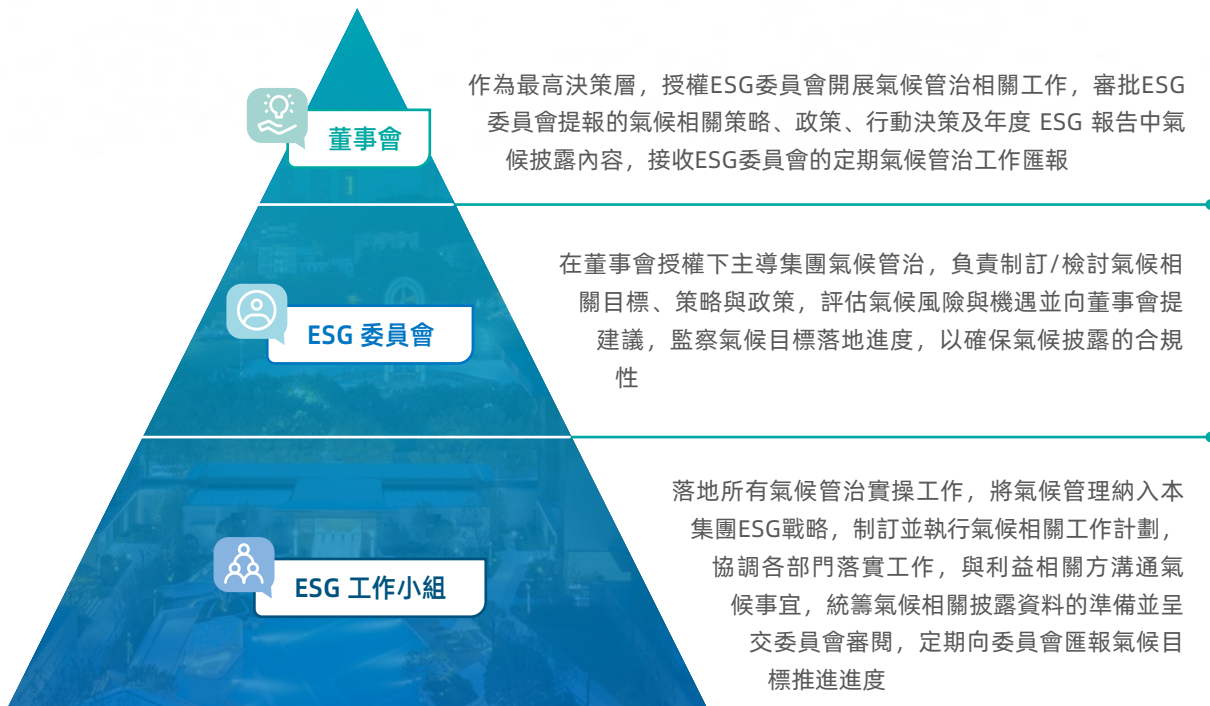 作為最高決策層，授權ESG委員會開展氣候管治相關工作，審批ESG
委員會提報的氣候相關策略、政策、行動決策及年度 ESG 報告中氣
候披露內容，接收ESG委員會的定期氣候管治工作匯報
董事會
在董事會授權下主導集團氣候管治，負責制訂/檢討氣候相
關目標、策略與政策，評估氣候風險與機遇並向董事會提
建議，監察氣候目標落地進度，以確保氣候披露的合規
性
ESG 委員會
落地所有氣候管治實操工作，將氣候管理納入本
集團ESG戰略，制訂並執行氣候相關工作計劃，
協調各部門落實工作，與利益相關方溝通氣
候事宜，統籌氣候相關披露資料的準備並呈
交委員會審閱，定期向委員會匯報氣候目
標推進進度
ESG 工作小組